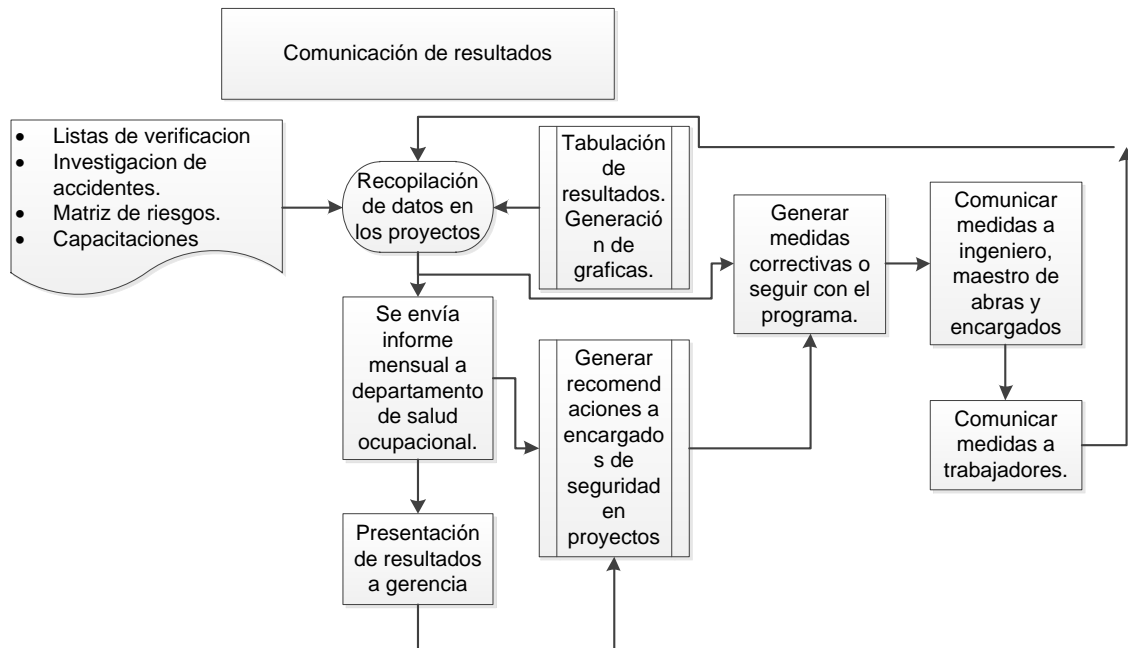 Comunicación de resultados
• Listas de verificacion
• Investigacion de
accidentes.
• Matriz de riesgos.
• Capacitaciones
Recopilación
de datos en
los proyectos
Tabulación
de
resultados.
Generació
n de
graficas.
Generar
medidas
correctivas o
seguir con el
programa.
Comunicar
medidas a
ingeniero,
maestro de
abras y
encargados
Se envía
informe
mensual a
departamento
de salud
ocupacional.
Generar
recomend
aciones a
encargado
s de
seguridad
en
proyectos
Comunicar
medidas a
trabajadores.
Presentación
de resultados
a gerencia